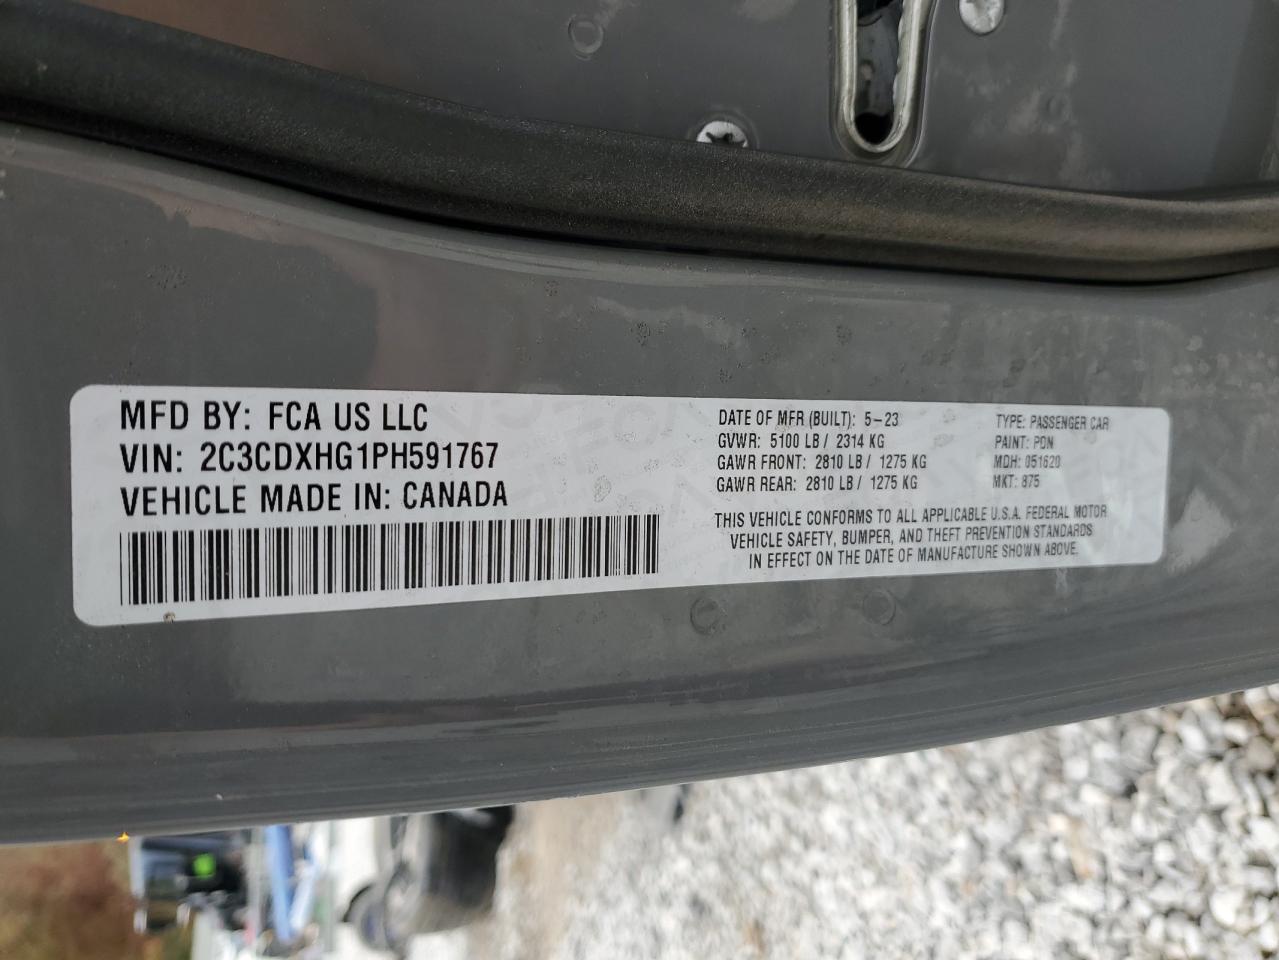 MFD BY: FCA US LLC
VIN: 2C3CDXHG1PH591767
VEHICLE MADE IN: CANADA
DATE OF MFR (BUILT): 5-23
GVWR: 5100 LB / 2314 KG
GAWR FRONT: 2810 LB / 1275 KG
GAWR REAR: 2810 LB / 1275 KG
TYPE: PASSENGER CAR
PAINT: PDN
MDH: 051620
MKT: 875
THIS VEHICLE CONFORMS TO ALL APPLICABLE U.S.A. FEDERAL MOTOR
VEHICLE SAFETY, BUMPER, AND THEFT PREVENTION STANDARDS
IN EFFECT ON THE DATE OF MANUFACTURE SHOWN ABOVE.